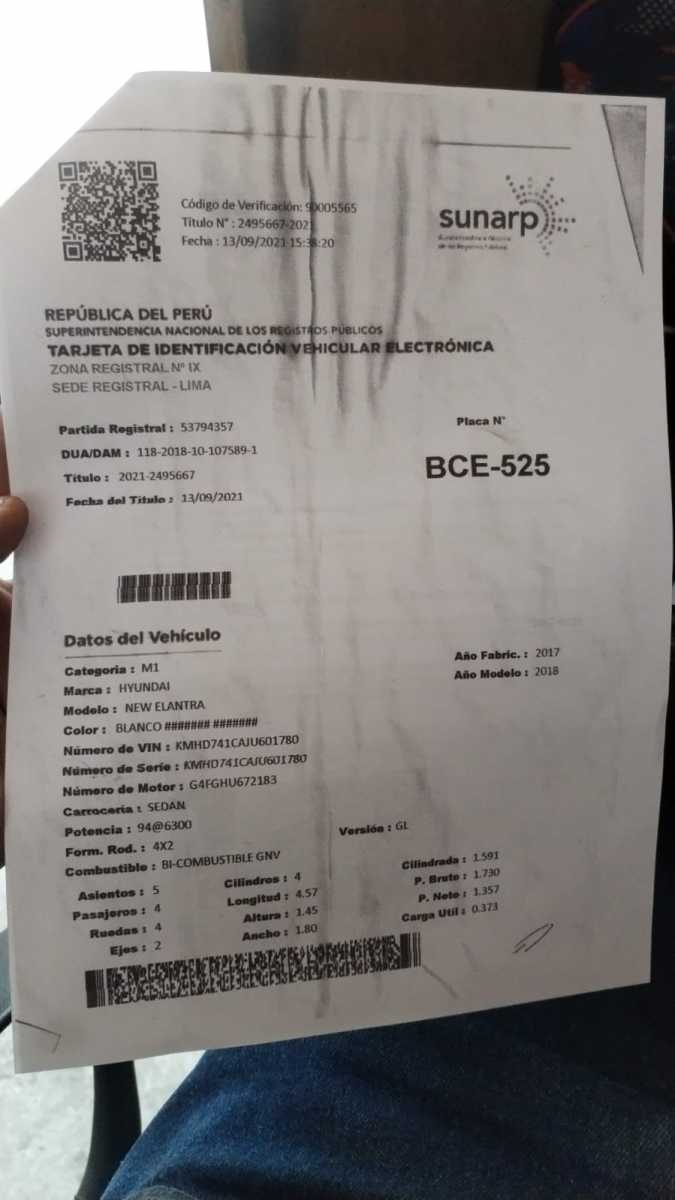 Código de Verificación: 90005565
Título N° : 2495667-2021
Fecha : 13/09/2021 15:38:20
sunarp
Superintendencia Nacional
de los Registros Públicos
REPÚBLICA DEL PERÚ
SUPERINTENDENCIA NACIONAL DE LOS REGISTROS PÚBLICOS
TARJETA DE IDENTIFICACIÓN VEHICULAR ELECTRÓNICA
ZONA REGISTRAL Nº IX
SEDE REGISTRAL - LIMA
Partida Registral : 53794357
DUA/DAM : 118-2018-10-107589-1
Título : 2021-2495667
Fecha del Título : 13/09/2021
Placa N°
BCE-525
Datos del Vehículo
Categoria : M1
Marca : HYUNDAI
Modelo : NEW ELANTRA
Color : BLANCO ####### #######
Número de VIN : KMHD741CAJU601780
Número de Serie : KMHD741CAJU601780
Número de Motor : G4FGHU672183
Carrocería : SEDAN
Potencia : 94@6300
Form. Rod. : 4X2
Combustible : BI-COMBUSTIBLE GNV
Año Fabric. : 2017
Año Modelo : 2018
Versión : GL
Asientos : 5
Pasajeros : 4
Ruedas : 4
Ejes : 2
Cilindros : 4
Longitud : 4.57
Altura : 1.45
Ancho : 1.80
Cilindrada : 1.591
P. Bruto : 1.730
P. Neto : 1.357
Carga Util : 0.373